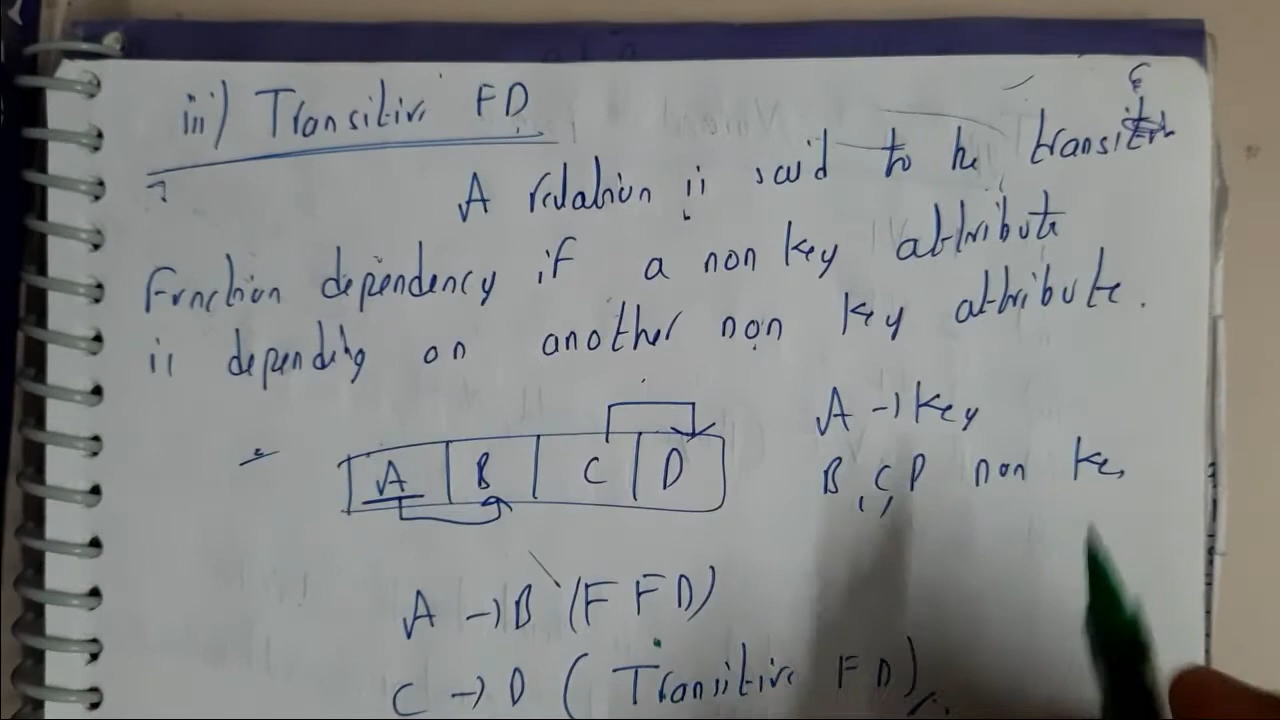 iii) Transitive FD
A relation is said to be transitive
function dependency if a non key attribute
is depending on another non key attribute.
A B C D
A → Key
B, C, D non key
A → B (FFD)
C → D (Transitive FD)